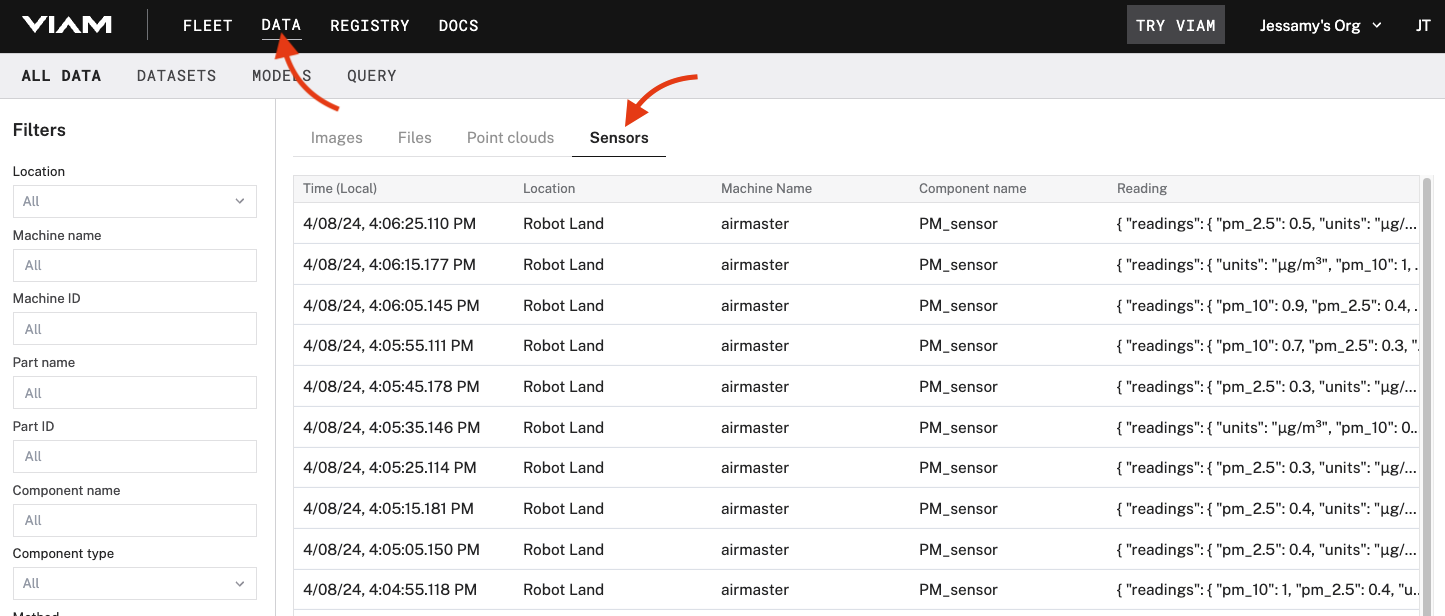 VIAM FLEET DATA REGISTRY DOCS TRY VIAM Jessamy's Org JT
ALL DATA DATASETS MODELS QUERY
Filters
Location
All
Machine name
All
Machine ID
All
Part name
All
Part ID
All
Component name
All
Component type
All
Images Files Point clouds Sensors
Time (Local) Location Machine Name Component name Reading
4/08/24, 4:06:25.110 PM Robot Land airmaster PM_sensor { "readings": { "pm_2.5": 0.5, "units": "µg/...
4/08/24, 4:06:15.177 PM Robot Land airmaster PM_sensor { "readings": { "units": "µg/m³", "pm_10": 1, .
4/08/24, 4:06:05.145 PM Robot Land airmaster PM_sensor { "readings": { "pm_10": 0.9, "pm_2.5": 0.4, .
4/08/24, 4:05:55.111 PM Robot Land airmaster PM_sensor { "readings": { "pm_10": 0.7, "pm_2.5": 0.3, ".
4/08/24, 4:05:45.178 PM Robot Land airmaster PM_sensor { "readings": { "pm_2.5": 0.3, "units": "µg/...
4/08/24, 4:05:35.146 PM Robot Land airmaster PM_sensor { "readings": { "units": "µg/m³", "pm_10": 0..
4/08/24, 4:05:25.114 PM Robot Land airmaster PM_sensor { "readings": { "pm_2.5": 0.3, "units": "µg/...
4/08/24, 4:05:15.181 PM Robot Land airmaster PM_sensor { "readings": { "pm_2.5": 0.4, "units": "µg/...
4/08/24, 4:05:05.150 PM Robot Land airmaster PM_sensor { "readings": { "pm_2.5": 0.4, "units": "µg/...
4/08/24, 4:04:55.118 PM Robot Land airmaster PM_sensor { "readings": { "pm_10": 1, "pm_2.5": 0.4, "u...